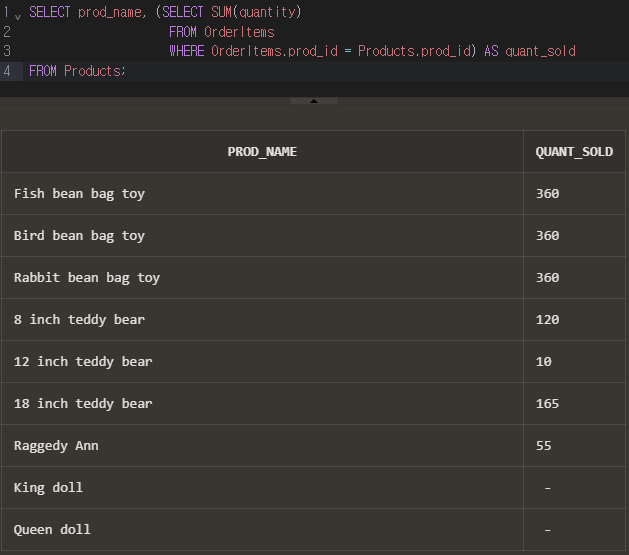 1 SELECT prod_name, (SELECT SUM(quantity)
2 FROM OrderItems
3 WHERE OrderItems.prod_id = Products.prod_id) AS quant_sold
4 FROM Products;
PROD_NAME QUANT_SOLD
Fish bean bag toy 360
Bird bean bag toy 360
Rabbit bean bag toy 360
8 inch teddy bear 120
12 inch teddy bear 10
18 inch teddy bear 165
Raggedy Ann 55
King doll -
Queen doll -